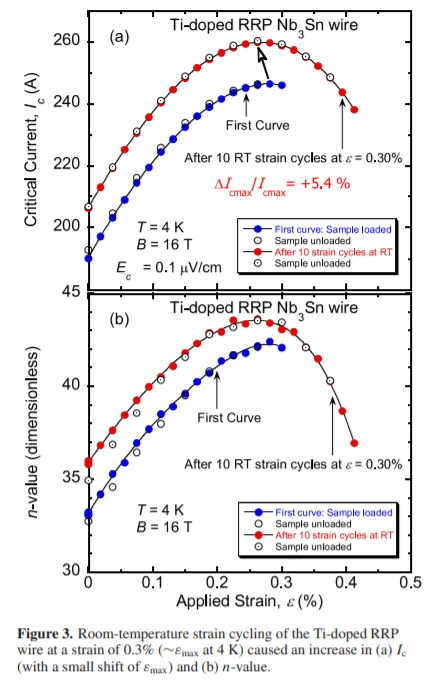 Ti-doped RRP Nb3Sn wire
(a)
260
240
220
200
Critical Current, Ic (A)
First Curve
After 10 RT strain cycles at ε = 0.30%
ΔIcmax/Icmax = +5.4 %
T = 4 K
B = 16 T
Ec = 0.1 μV/cm
First curve: Sample loaded
Sample unloaded
After 10 strain cycles at RT
Sample unloaded
45
Ti-doped RRP Nb3Sn wire
(b)
40
35
30
n-value (dimensionless)
First Curve
After 10 RT strain cycles at ε = 0.30%
T = 4 K
B = 16 T
First curve: Sample loaded
Sample unloaded
After 10 strain cycles at RT
Sample unloaded
0 0.1 0.2 0.3 0.4 0.5
Applied Strain, ε (%)
Figure 3. Room-temperature strain cycling of the Ti-doped RRP
wire at a strain of 0.3% (∼εmax at 4 K) caused an increase in (a) Ic
(with a small shift of εmax) and (b) n-value.